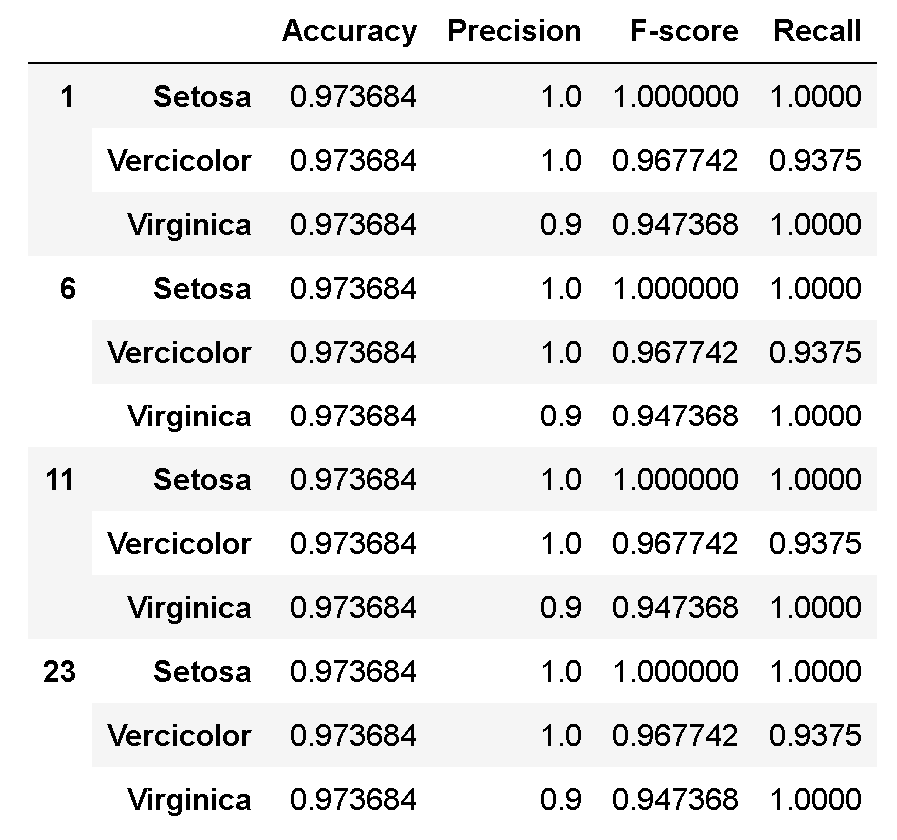 Accuracy Precision F-score Recall
1 Setosa 0.973684 1.0 1.000000 1.0000
Vercicolor 0.973684 1.0 0.967742 0.9375
Virginica 0.973684 0.9 0.947368 1.0000
6 Setosa 0.973684 1.0 1.000000 1.0000
Vercicolor 0.973684 1.0 0.967742 0.9375
Virginica 0.973684 0.9 0.947368 1.0000
11 Setosa 0.973684 1.0 1.000000 1.0000
Vercicolor 0.973684 1.0 0.967742 0.9375
Virginica 0.973684 0.9 0.947368 1.0000
23 Setosa 0.973684 1.0 1.000000 1.0000
Vercicolor 0.973684 1.0 0.967742 0.9375
Virginica 0.973684 0.9 0.947368 1.0000